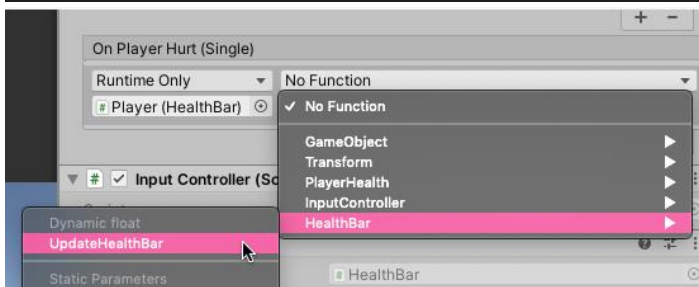 On Player Hurt (Single)
Runtime Only No Function
# Player (HealthBar) ✓ No Function
GameObject
Transform
# ✓ Input Controller (Sc PlayerHealth
InputController
Dynamic float HealthBar
UpdateHealthBar
Static Parameters # HealthBar